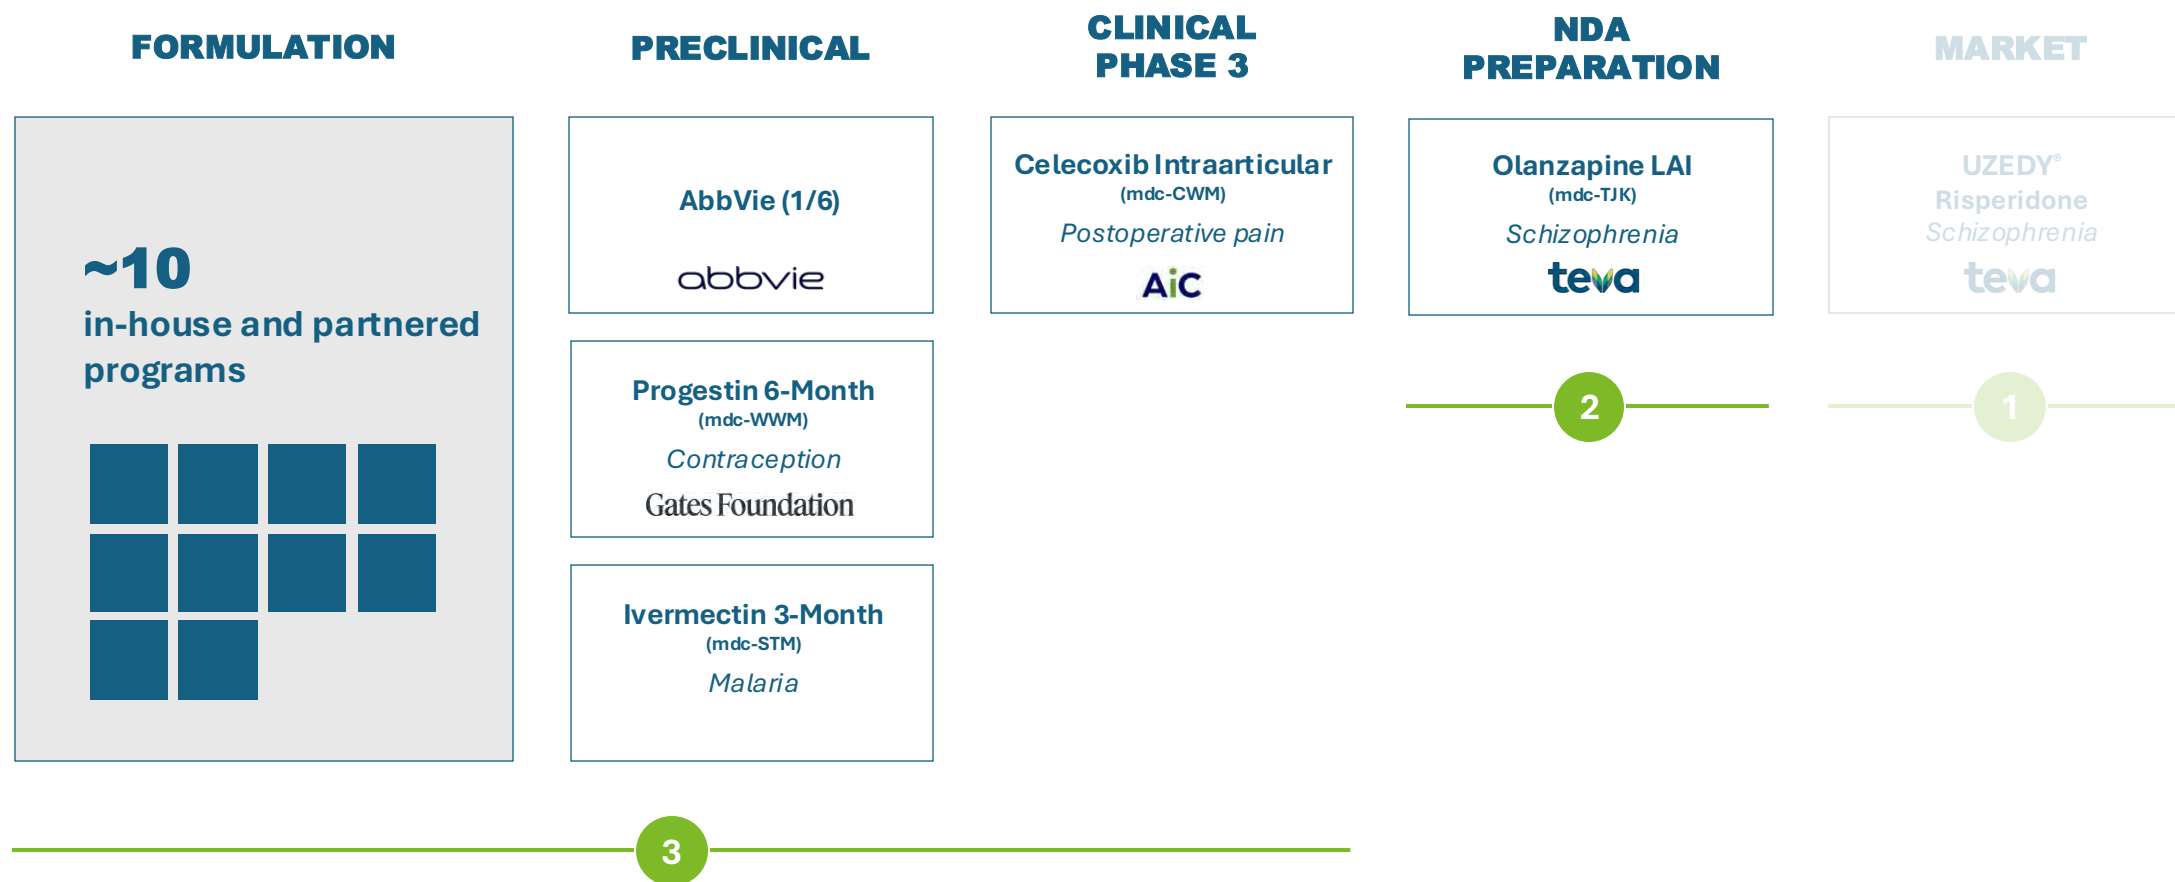 FORMULATION
~10
in-house and partnered
programs
PRECLINICAL
AbbVie (1/6)
abbvie
Progestin 6-Month
(mdc-WWM)
Contraception
Gates Foundation
Ivermectin 3-Month
(mdc-STM)
Malaria
CLINICAL
PHASE 3
Celecoxib Intraarticular
(mdc-CWM)
Postoperative pain
AiC
NDA
PREPARATION
Olanzapine LAI
(mdc-TJK)
Schizophrenia
teva
2
MARKET
UZEDY®
Risperidone
Schizophrenia
teva
1
3